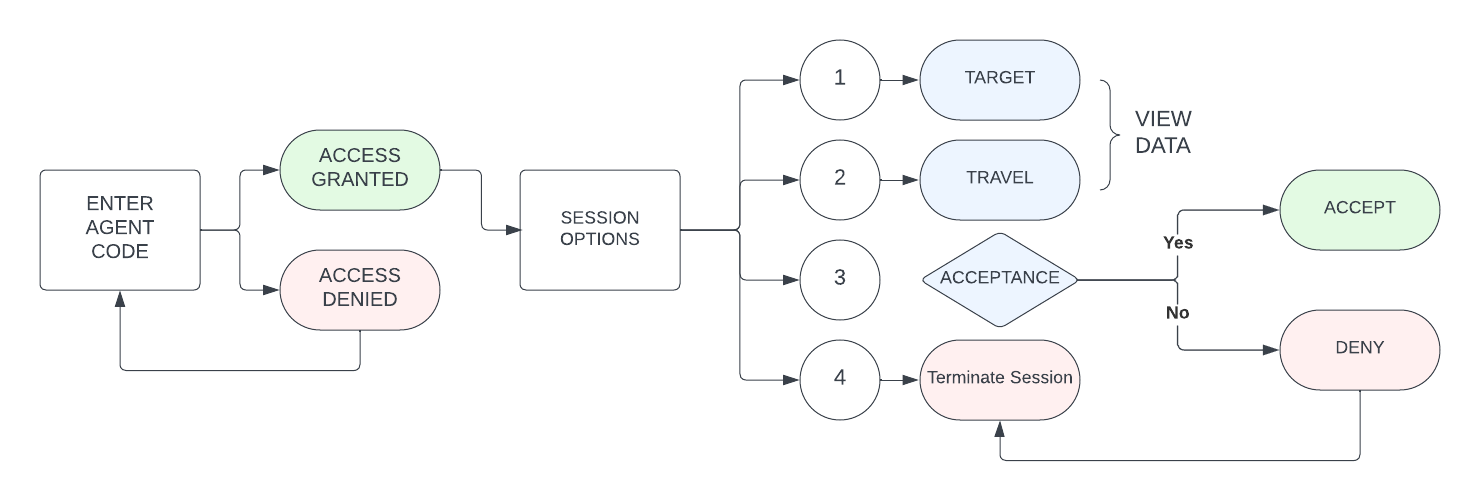 ENTER
AGENT
CODE
ACCESS
GRANTED
ACCESS
DENIED
SESSION
OPTIONS
1
TARGET
2
TRAVEL
VIEW
DATA
3
ACCEPTANCE
4
Terminate Session
Yes
No
ACCEPT
DENY